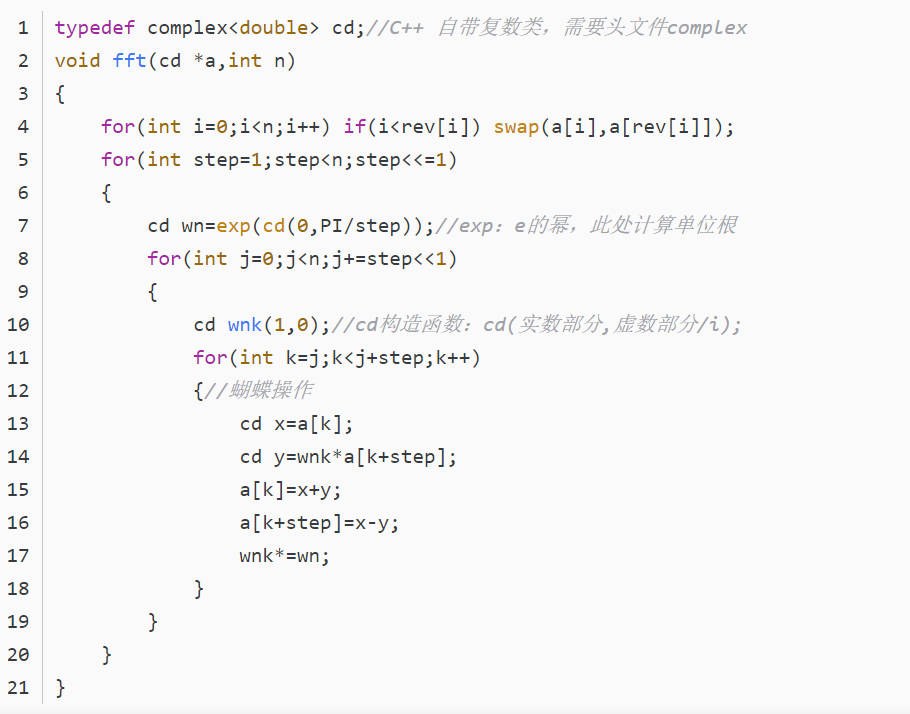 1 typedef complex<double> cd;//C++ 自带复数类，需要头文件complex
2 void fft(cd *a,int n)
3 {
4     for(int i=0;i<n;i++) if(i<rev[i]) swap(a[i],a[rev[i]]);
5     for(int step=1;step<n;step<<=1)
6     {
7         cd wn=exp(cd(0,PI/step));//exp：e的幂，此处计算单位根
8         for(int j=0;j<n;j+=step<<1)
9         {
10             cd wnk(1,0);//cd构造函数：cd(实数部分,虚数部分/i);
11             for(int k=j;k<j+step;k++)
12             {//蝴蝶操作
13                 cd x=a[k];
14                 cd y=wnk*a[k+step];
15                 a[k]=x+y;
16                 a[k+step]=x-y;
17                 wnk*=wn;
18             }
19         }
20     }
21 }